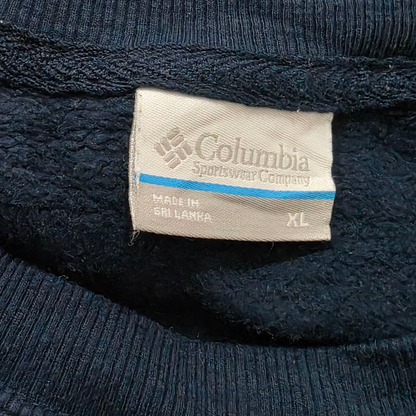 Columbia
Sportswear Company
MADE IN
SRI LANKA
XL